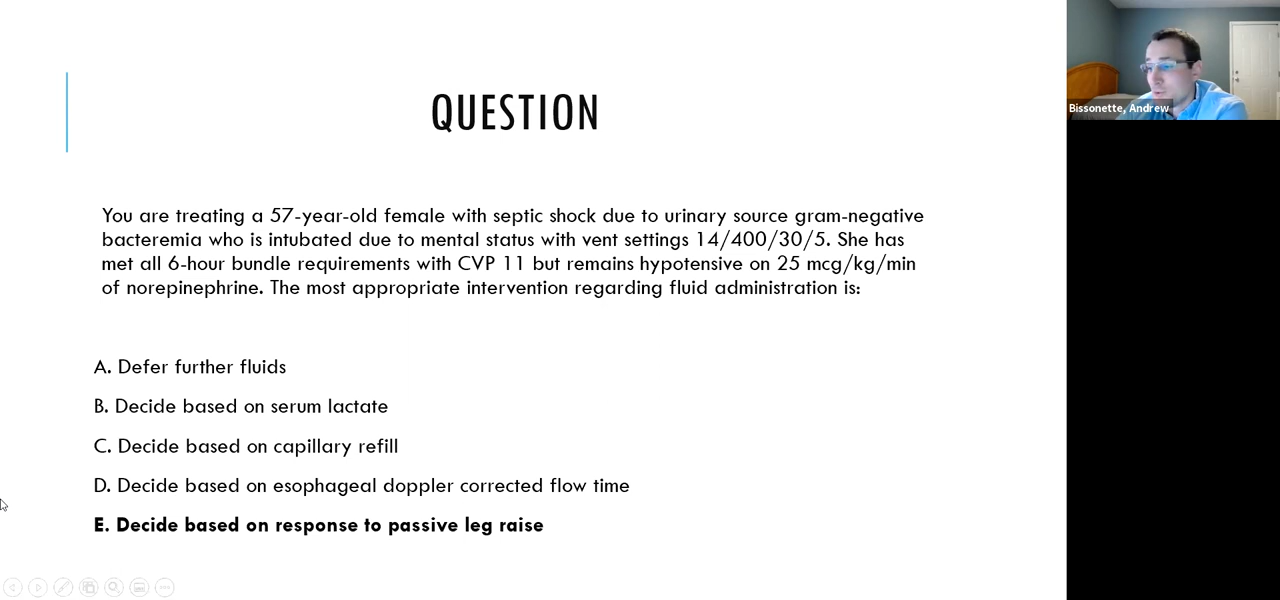 QUESTION
You are treating a 57-year-old female with septic shock due to urinary source gram-negative
bacteremia who is intubated due to mental status with vent settings 14/400/30/5. She has
met all 6-hour bundle requirements with CVP 11 but remains hypotensive on 25 mcg/kg/min
of norepinephrine. The most appropriate intervention regarding fluid administration is:
A. Defer further fluids
B. Decide based on serum lactate
C. Decide based on capillary refill
D. Decide based on esophageal doppler corrected flow time
E. Decide based on response to passive leg raise
Bissonette, Andrew